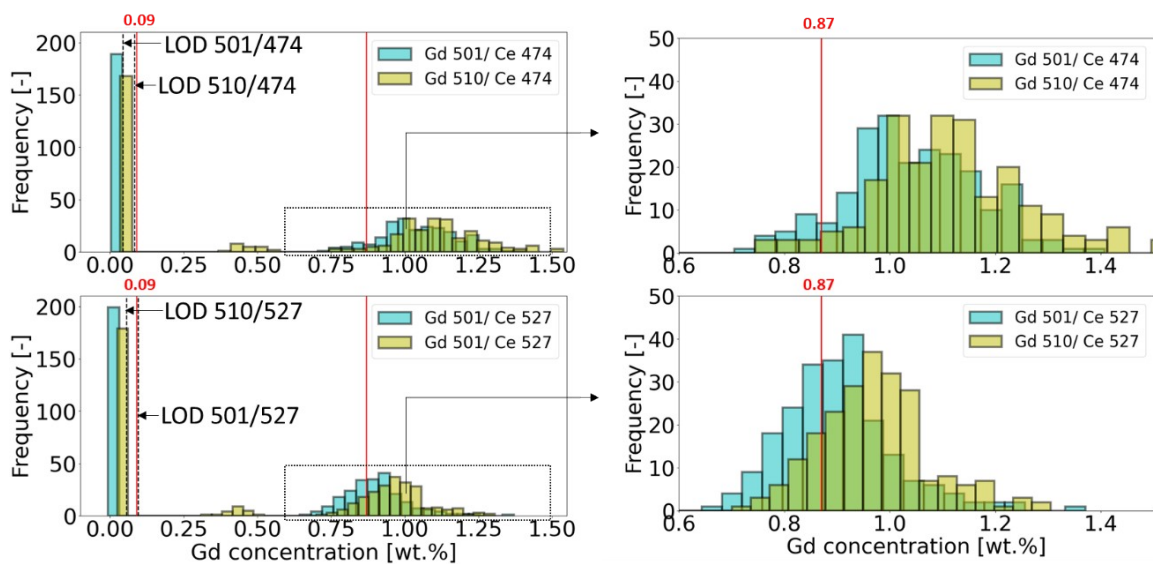 0.09
LOD 501/474
LOD 510/474
Gd 501/ Ce 474
Gd 510/ Ce 474
Frequency [-]
200
150
100
50
0
0.00 0.25 0.50 0.75 1.00 1.25 1.50
0.87
Gd 501/ Ce 474
Gd 510/ Ce 474
Frequency [-]
50
40
30
20
10
0
0.6 0.8 1.0 1.2 1.4
0.09
LOD 510/527
LOD 501/527
Gd 501/ Ce 527
Gd 501/ Ce 527
Frequency [-]
200
150
100
50
0
0.00 0.25 0.50 0.75 1.00 1.25 1.50
Gd concentration [wt.%]
0.87
Gd 501/ Ce 527
Gd 510/ Ce 527
Frequency [-]
50
40
30
20
10
0
0.6 0.8 1.0 1.2 1.4
Gd concentration [wt.%]